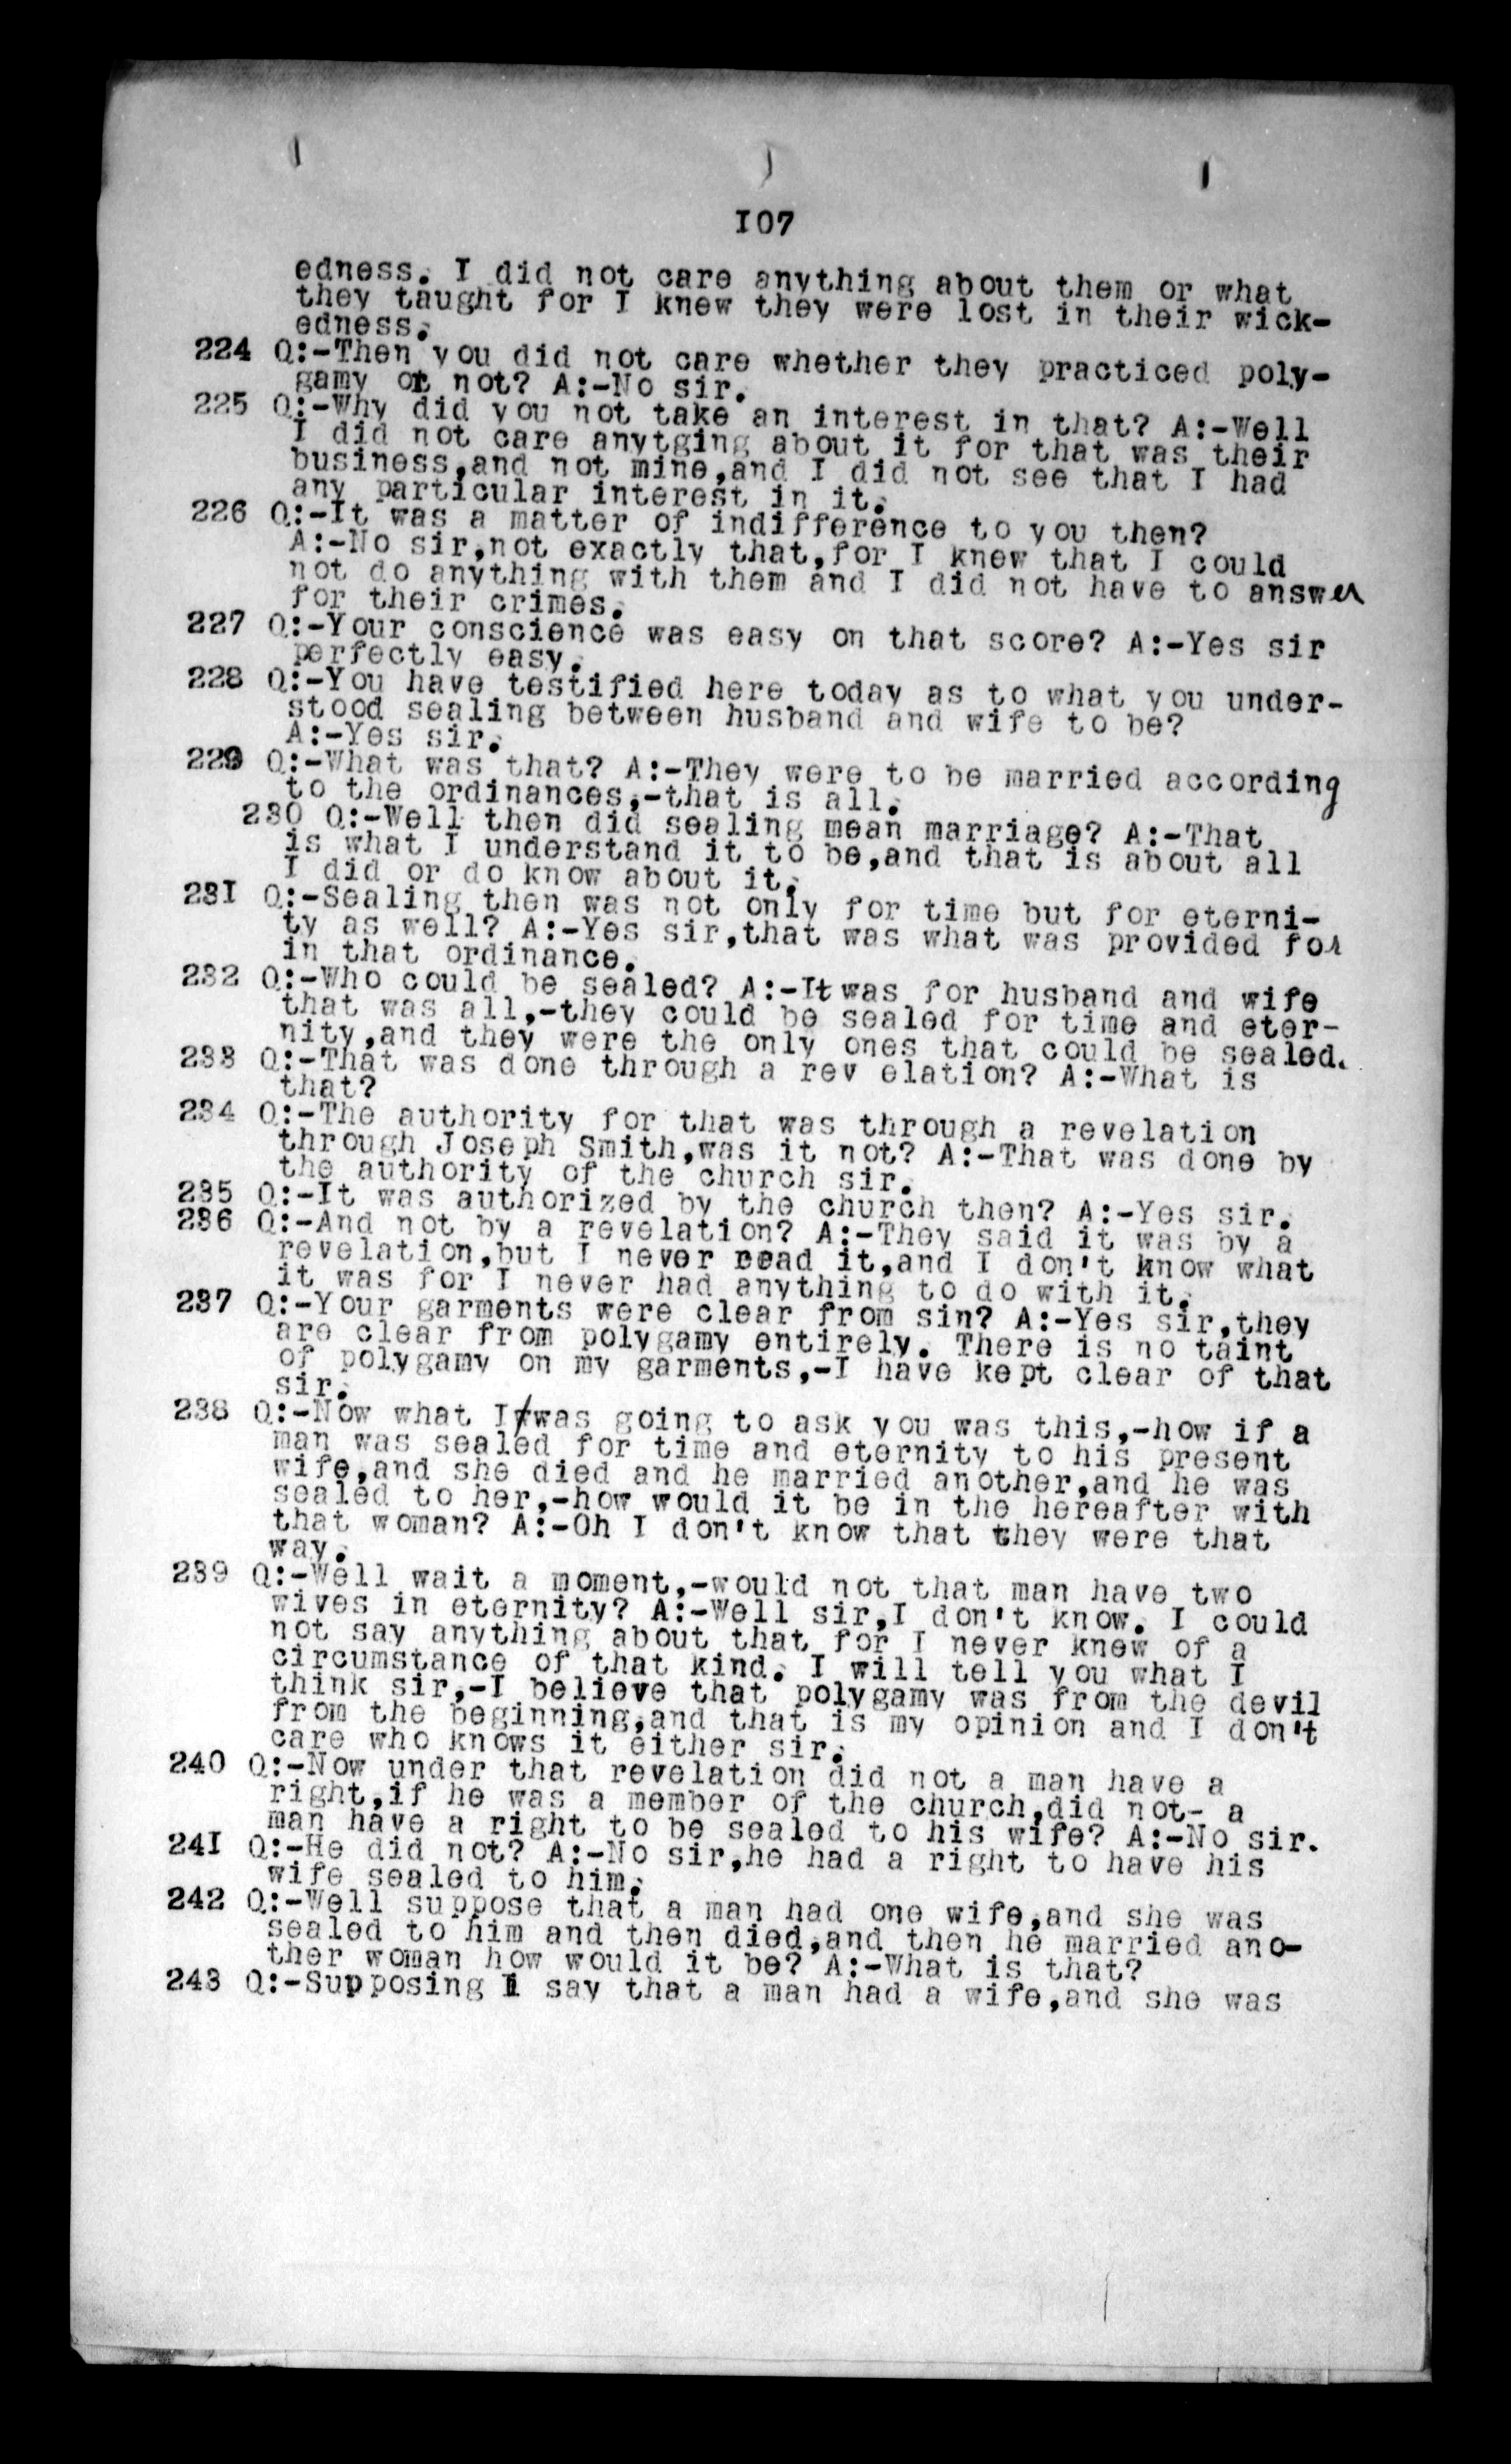 107
edness. I did not care anything about them or what
they taught for I knew they were lost in their wick-
edness.
224 Q:-Then you did not care whether they practiced poly-
gamy or not? A:-No sir.
225 Q:-Why did you not take an interest in that? A:-Well
I did not care anytging about it for that was their
business,and not mine,and I did not see that I had
any particular interest in it.
226 Q:-It was a matter of indifference to you then?
A:-No sir,not exactly that,for I knew that I could
not do anything with them and I did not have to answer
for their crimes.
227 Q:-Your conscience was easy on that score? A:-Yes sir
perfectly easy.
228 Q:-You have testified here today as to what you under-
stood sealing between husband and wife to be?
A:-Yes sir.
229 Q:-What was that? A:-They were to be married according
to the ordinances,-that is all.
230 Q:-Well then did sealing mean marriage? A:-That
is what I understand it to be,and that is about all
I did or do know about it.
231 Q:-Sealing then was not only for time but for eterni-
ty as well? A:-Yes sir,that was what was provided for
in that ordinance.
232 Q:-Who could be sealed? A:-It was for husband and wife
that was all,-they could be sealed for time and eter-
nity,and they were the only ones that could be sealed.
233 Q:-That was done through a rev elation? A:-What is
that?
234 Q:-The authority for that was through a revelation
through Joseph Smith,was it not? A:-That was done by
the authority of the church sir.
235 Q:-It was authorized by the church then? A:-Yes sir.
236 Q:-And not by a revelation? A:-They said it was by a
revelation,but I never read it,and I don't know what
it was for I never had anything to do with it.
237 Q:-Your garments were clear from sin? A:-Yes sir,they
are clear from polygamy entirely. There is no taint
of polygamy on my garments,-I have kept clear of that
sir.
238 Q:-Now what I was going to ask you was this,-how if a
man was sealed for time and eternity to his present
wife,and she died and he married another,and he was
sealed to her,-how would it be in the hereafter with
that woman? A:-Oh I don't know that they were that
way.
239 Q:-Well wait a moment,-would not that man have two
wives in eternity? A:-Well sir,I don't know. I could
not say anything about that for I never knew of a
circumstance of that kind. I will tell you what I
think sir,-I believe that polygamy was from the devil
from the beginning,and that is my opinion and I don't
care who knows it either sir.
240 Q:-Now under that revelation did not a man have a
right,if he was a member of the church,did not- a
man have a right to be sealed to his wife? A:-No sir.
241 Q:-He did not? A:-No sir,he had a right to have his
wife sealed to him.
242 Q:-Well suppose that a man had one wife,and she was
sealed to him and then died,and then he married ano-
ther woman how would it be? A:-What is that?
243 Q:-Supposing I say that a man had a wife,and she was